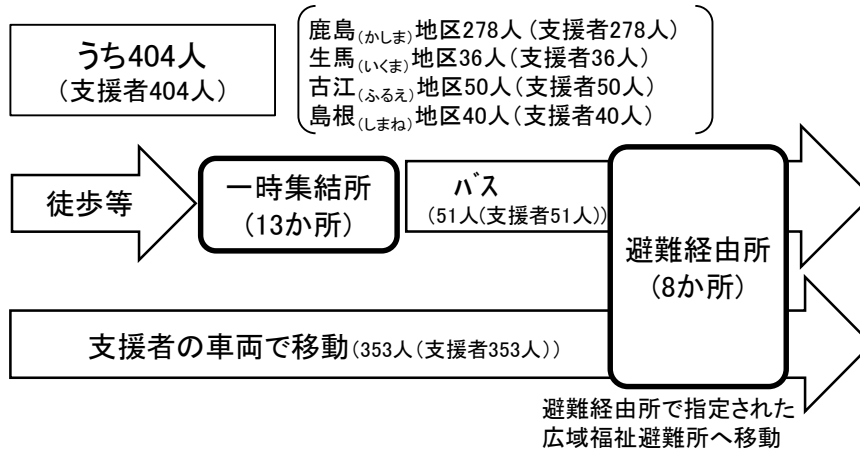 うち404人
(支援者404人)
鹿島(かしま)地区278人(支援者278人)
生馬(いくま)地区36人(支援者36人)
古江(ふるえ)地区50人(支援者50人)
島根(しまね)地区40人(支援者40人)
徒歩等
一時集結所
(13か所)
バス
(51人(支援者51人))
避難経由所
(8か所)
支援者の車両で移動(353人(支援者353人))
避難経由所で指定された
広域福祉避難所へ移動